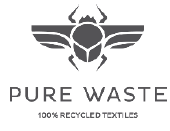 PURE WASTE
100% RECYCLED TEXTILES